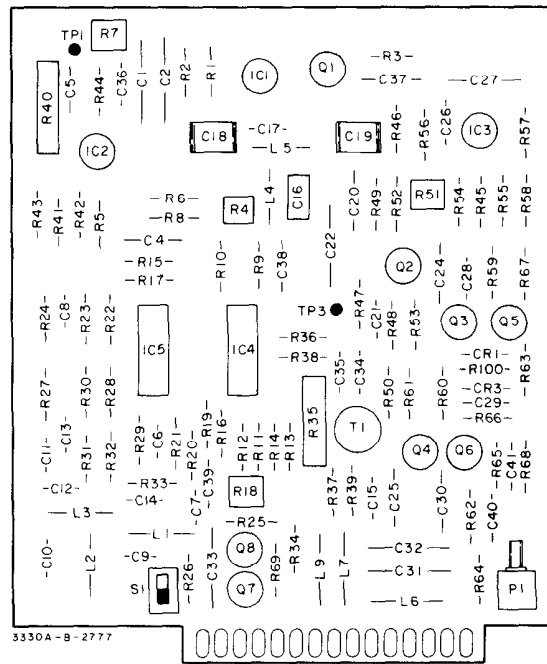 TP1 R7
R40 C5 R44 C36 C1 C2 R2 R1 IC1 Q1 R3 C37 C27
IC2 C18 C17 L5 C19 R46 R56 C26 IC3 R57
R43 R41 R42 R5 R6 R8 R4 L4 C16 C20 R49 R52 R51 R54 R45 R55 R58
C4 R15 R17 R10 R9 C38 C22 Q2 C24 C28 R59 R67
TP3
R24 C8 R23 R22 IC5 IC4 R36 R38 R47 C21 R48 R53 Q3 Q5
CR1
R100
R27 R30 R28 C35 C34 R50 R61 R60 CR3 C29 R66 R63
C11 C13 R31 R32 R29 C6 R21 R20 R19 R16 R12 R11 R14 R13 R35 T1 Q4 Q6 R65 C41 R68
C12 R33 C14 C7 C39 R18 R37 R39 C15 C25 C30 R62 C40
L3 R25
C10 L2 L1 C9 R26 C33 Q8 R69 R34 L9 L7 C32 C31 R64 P1
S1 Q7 L6
3330A-B-2777